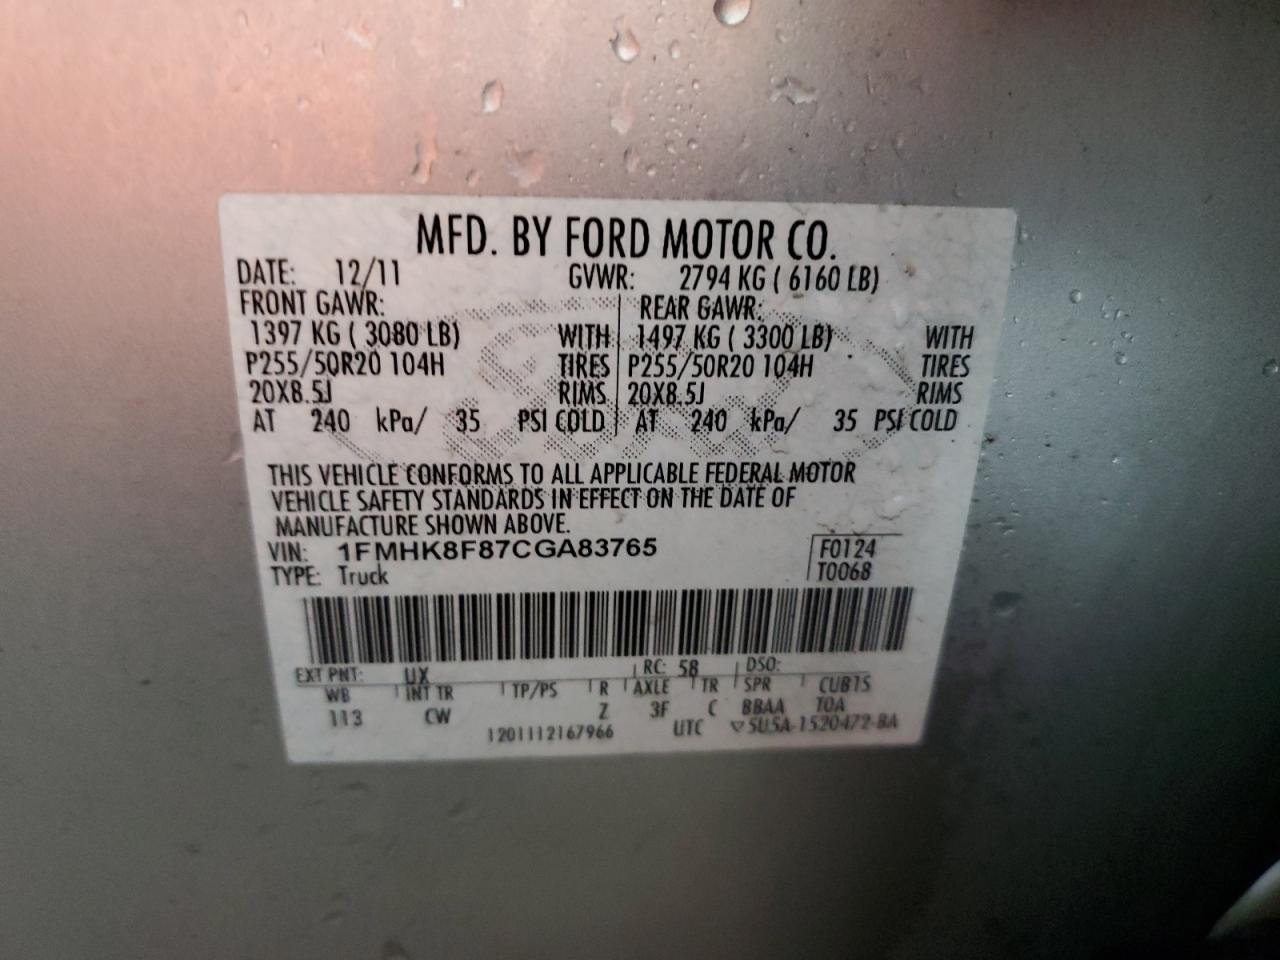 MFD. BY FORD MOTOR CO.
DATE: 12/11 GVWR: 2794 KG ( 6160 LB)
FRONT GAWR: REAR GAWR:
1397 KG ( 3080 LB) WITH 1497 KG ( 3300 LB) WITH
P255/50R20 104H TIRES P255/50R20 104H TIRES
20X8.5J RIMS 20X8.5J RIMS
AT 240 kPa/ 35 PSI COLD AT 240 kPa/ 35 PSI COLD
THIS VEHICLE CONFORMS TO ALL APPLICABLE FEDERAL MOTOR
VEHICLE SAFETY STANDARDS IN EFFECT ON THE DATE OF
MANUFACTURE SHOWN ABOVE.
VIN: 1FMHK8F87CGA83765 F0124
TYPE: Truck T0068
EXT PNT: UX RC: 58 DSO:
WB INT TR TP/PS R AXLE TR SPR CUB1S
113 CW Z 3F C BBAA TOA
1201112167966 UTC ▽5U5A-1520472-BA